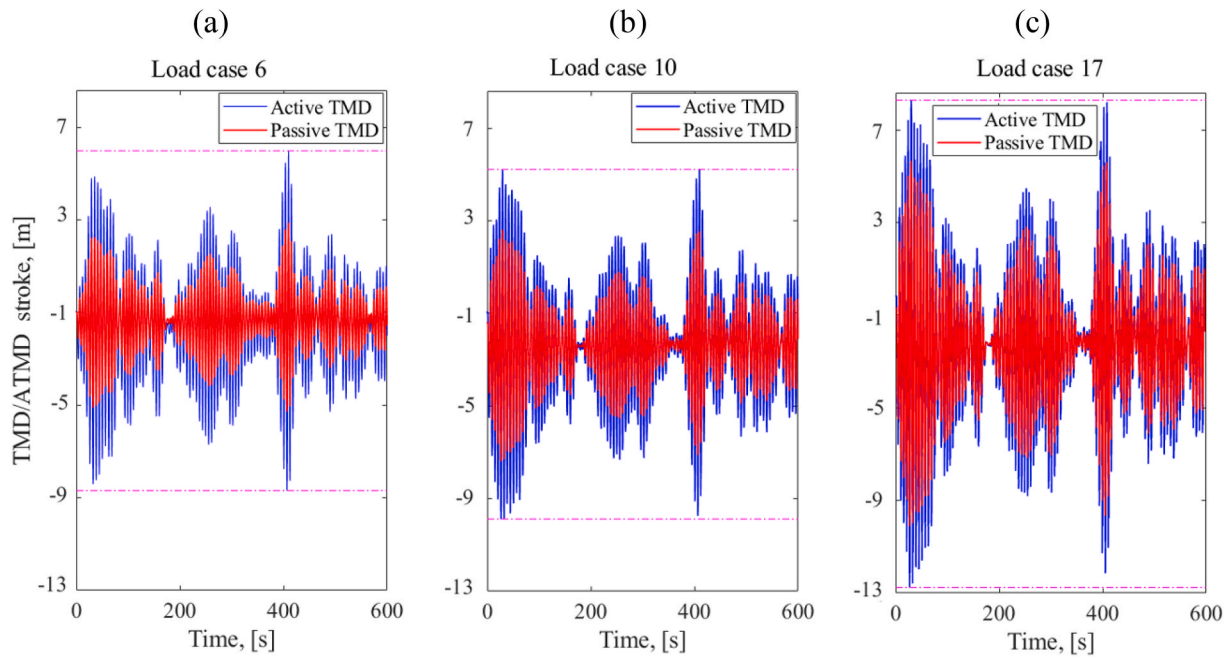 (a)
(b)
(c)
Load case 6
Load case 10
Load case 17
Active TMD
Passive TMD
Active TMD
Passive TMD
Active TMD
Passive TMD
TMD/ATMD stroke, [m]
7
3
-1
-5
-9
-13
7
3
-1
-5
-9
-13
7
3
-1
-5
-9
-13
0 200 400 600
0 200 400 600
0 200 400 600
Time, [s]
Time, [s]
Time, [s]